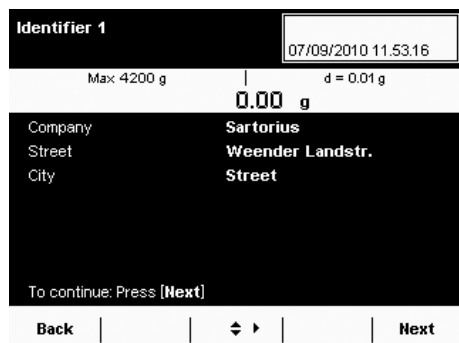 Identifier 1
07/09/2010 11.53.16
Max 4200 g d = 0.01 g
0.00 g
Company Sartorius
Street Weender Landstr.
City Street
To continue: Press [Next]
Back Next